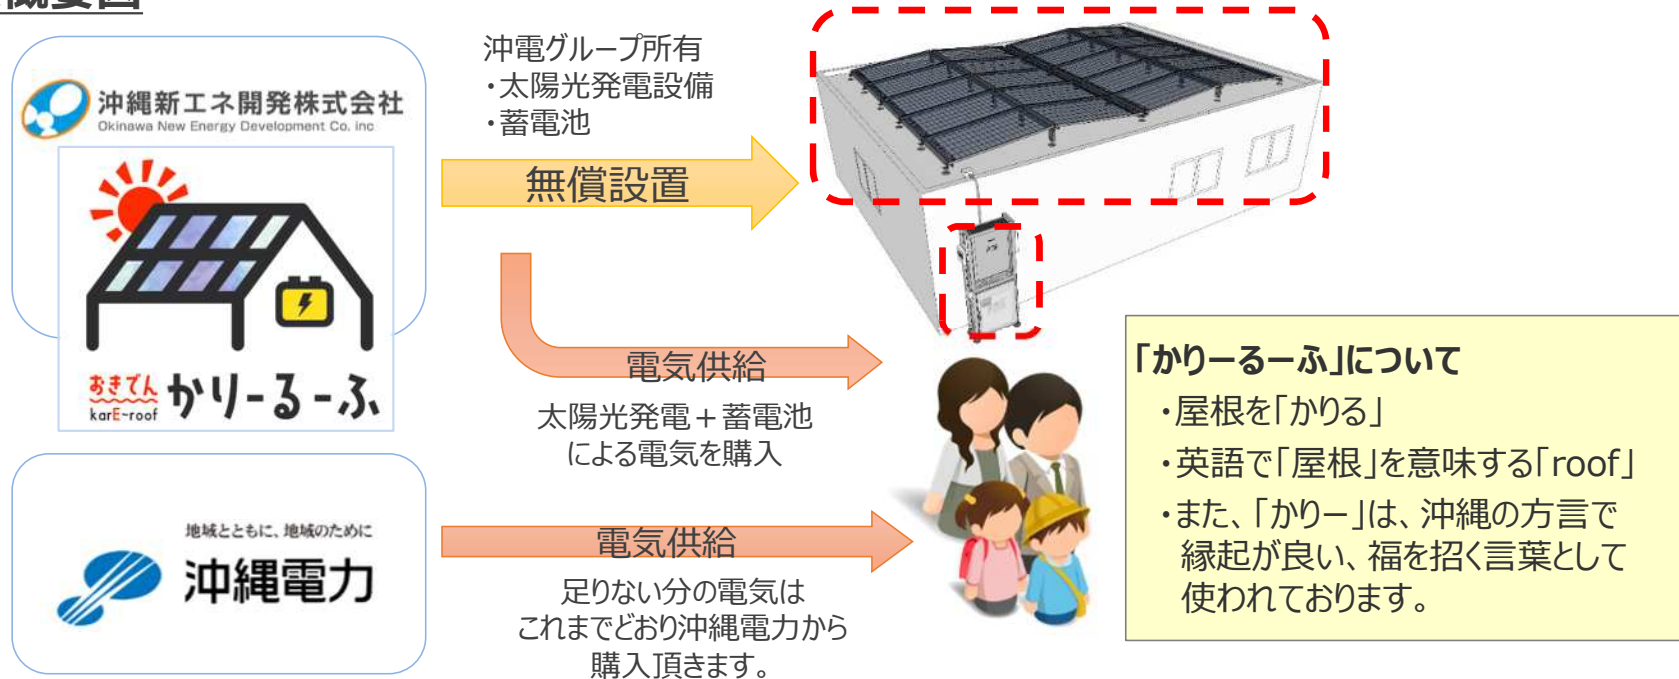 概要図
沖縄新エネ開発株式会社
Okinawa New Energy Development Co. inc
おきでん
karE-roof
かりーるーふ
地域とともに、地域のために
沖縄電力
沖電グループ所有
・太陽光発電設備
・蓄電池
無償設置
電気供給
太陽光発電+蓄電池
による電気を購入
電気供給
足りない分の電気は
これまでどおり沖縄電力から
購入頂きます。
「かりーるーふ」について
・屋根を「かりる」
・英語で「屋根」を意味する「roof」
・また、「かりー」は、沖縄の方言で
縁起が良い、福を招く言葉として
使われております。